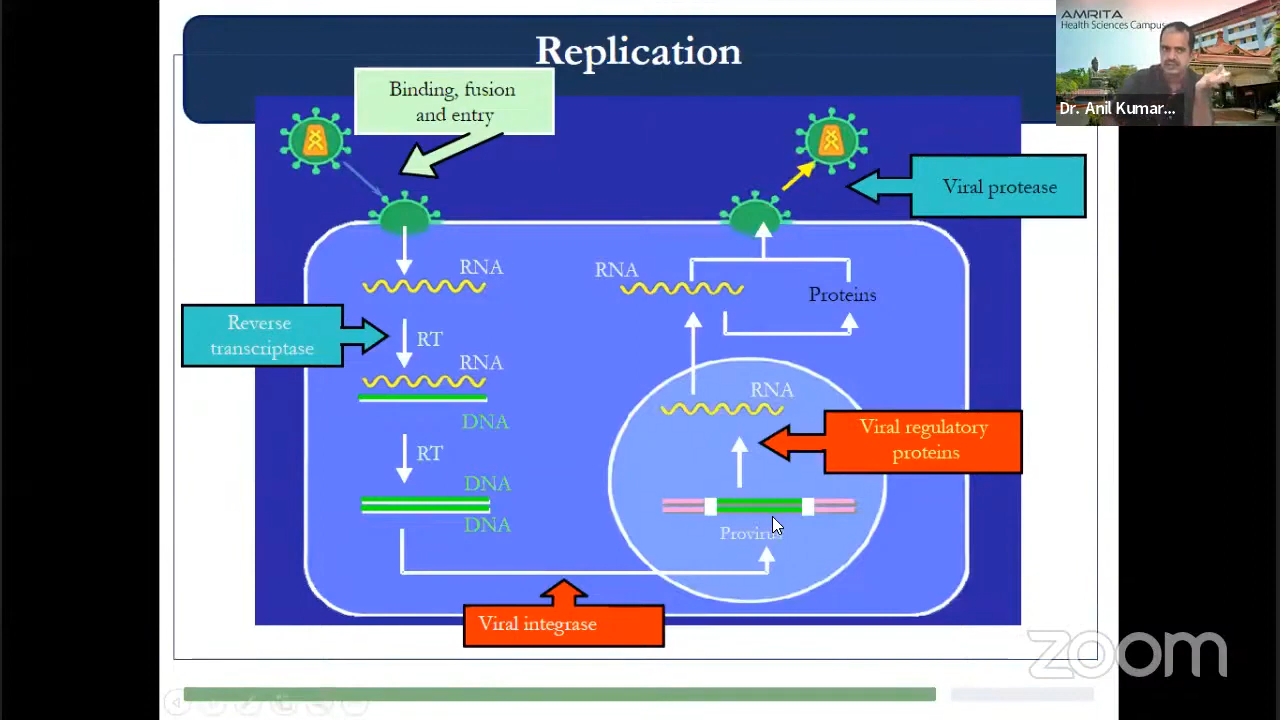 Replication
AMRITA
Health Sciences Campus
Dr. Anil Kumar...
Binding, fusion
and entry
Viral protease
RNA
RNA
Proteins
Reverse
transcriptase
RT
RNA
DNA
RNA
Viral regulatory
proteins
RT
DNA
DNA
Provirus
Viral integrase
zoom